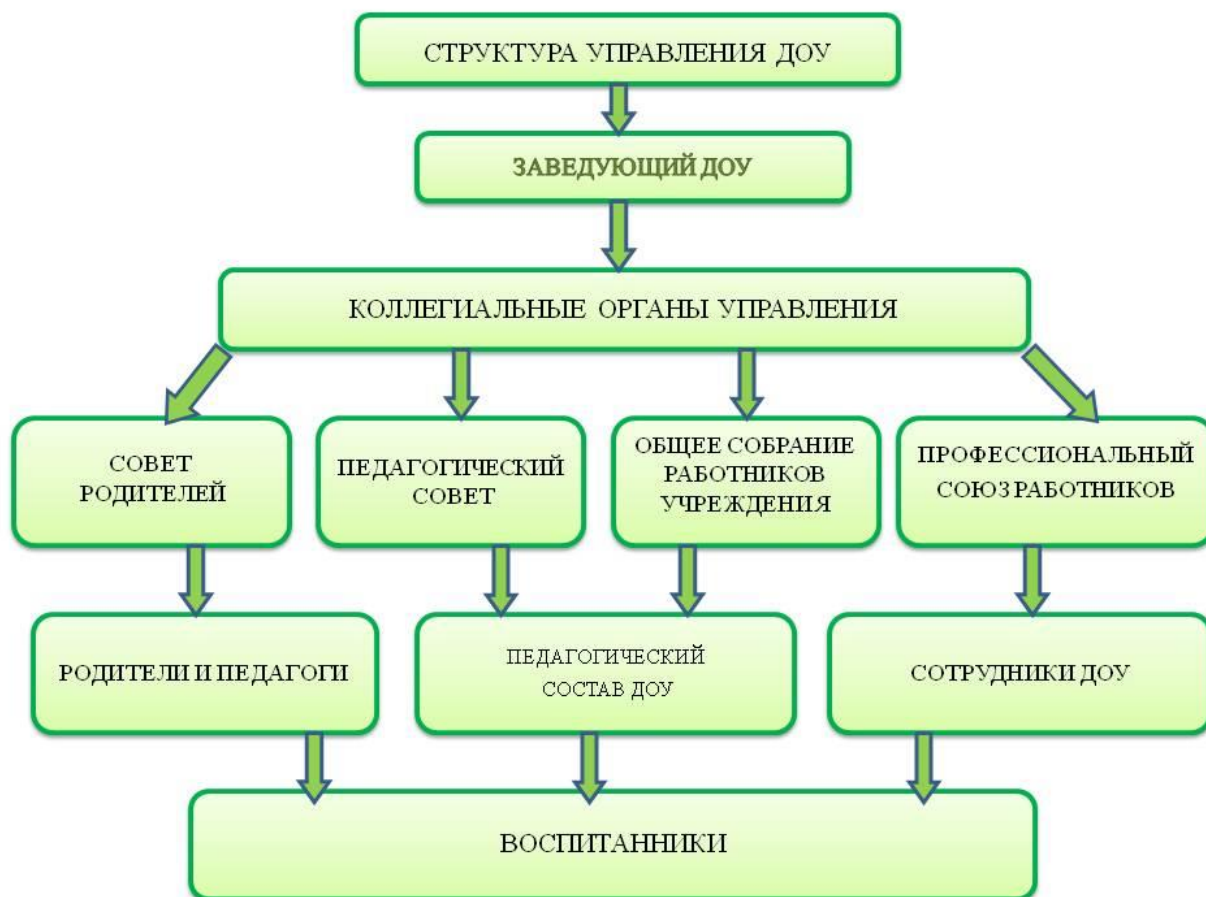 СТРУКТУРА УПРАВЛЕНИЯ ДОУ
ЗАВЕДУЮЩИЙ ДОУ
КОЛЛЕГИАЛЬНЫЕ ОРГАНЫ УПРАВЛЕНИЯ
СОВЕТ
РОДИТЕЛЕЙ
ПЕДАГОГИЧЕСКИЙ
СОВЕТ
ОБЩЕЕ СОБРАНИЕ
РАБОТНИКОВ
УЧРЕЖДЕНИЯ
ПРОФЕССИОНАЛЬНЫЙ
СОЮЗ РАБОТНИКОВ
РОДИТЕЛИ И ПЕДАГОГИ
ПЕДАГОГИЧЕСКИЙ
СОСТАВ ДОУ
СОТРУДНИКИ ДОУ
ВОСПИТАННИКИ